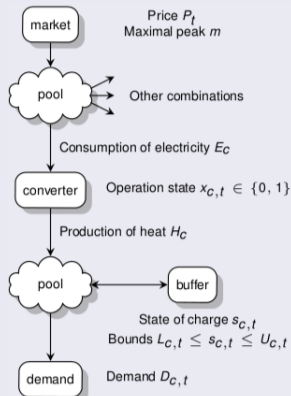 market
Price P_t
Maximal peak m
pool
Other combinations
Consumption of electricity E_c
converter
Operation state x_{c,t} ∈ {0, 1}
Production of heat H_c
pool
buffer
State of charge s_{c,t}
Bounds L_{c,t} ≤ s_{c,t} ≤ U_{c,t}
demand
Demand D_{c,t}